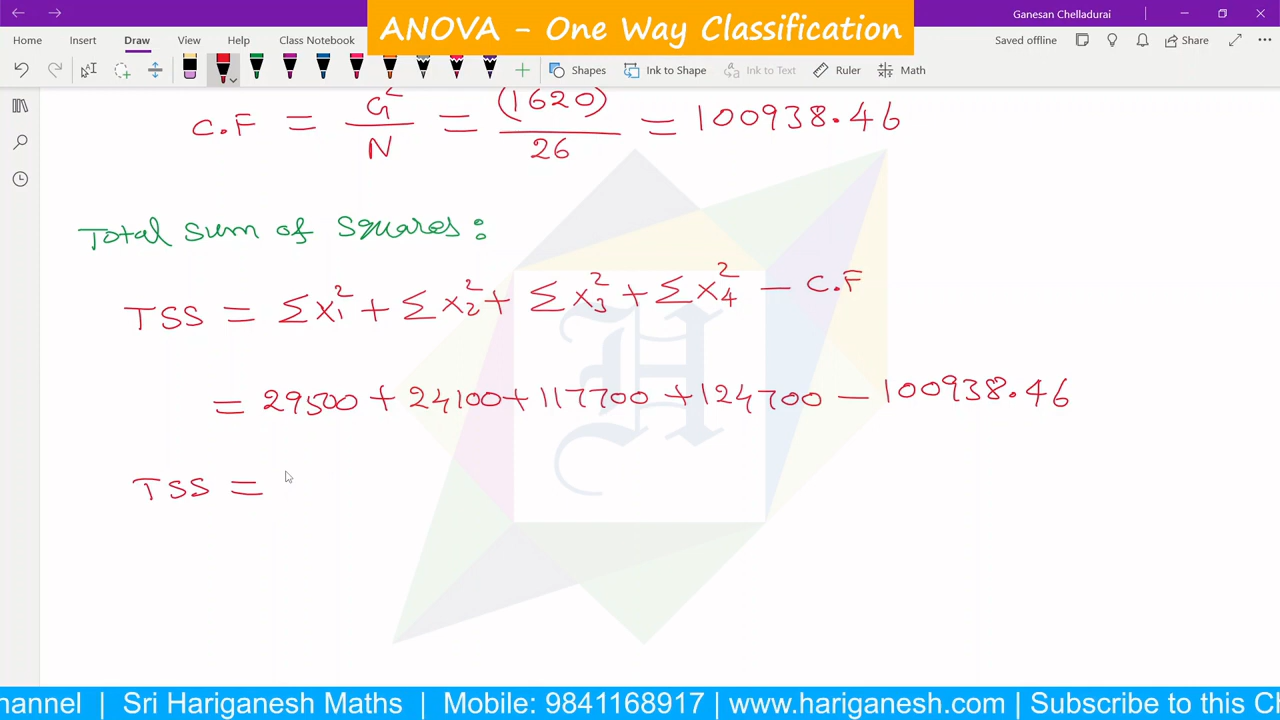 ANOVA - One Way Classification
Ganesan Chelladurai
Home Insert Draw View Help Class Notebook
Saved offline Share
Shapes Ink to Shape Ink to Text Ruler Math
C.F = G² / N = (1620) / 26 = 100938.46
Total Sum of Squares:
TSS = ΣX₁² + ΣX₂² + ΣX₃² + ΣX₄² − C.F
= 29500 + 24100 + 117700 + 124700 − 100938.46
TSS =
H
hannel | Sri Hariganesh Maths | Mobile: 9841168917 | www.hariganesh.com | Subscribe to this Ch